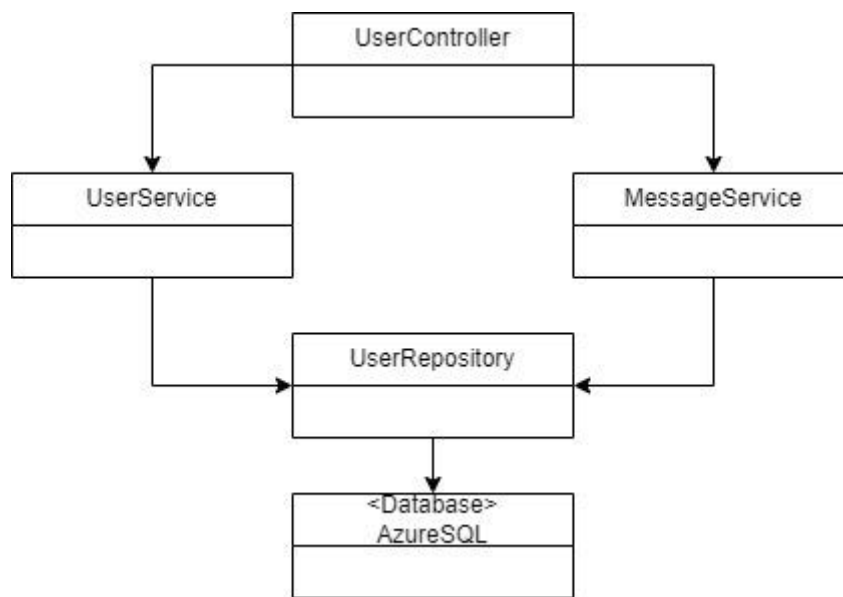 UserController
UserService
MessageService
UserRepository
<Database>
AzureSQL